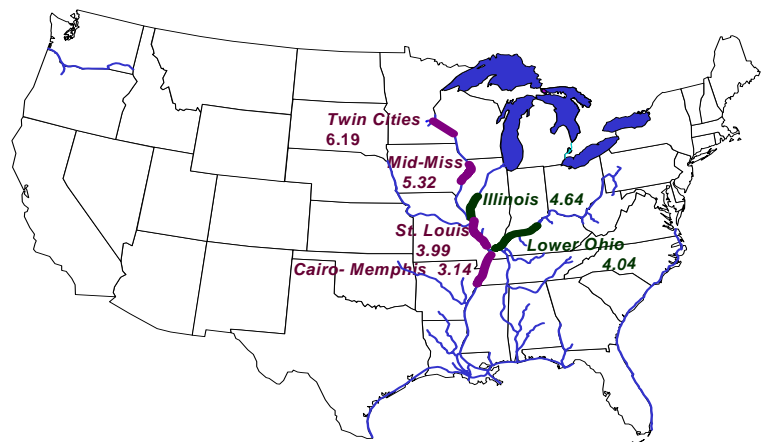 Twin Cities
6.19
Mid-Miss
5.32
Illinois 4.64
St. Louis
3.99
Lower Ohio
4.04
Cairo- Memphis 3.14